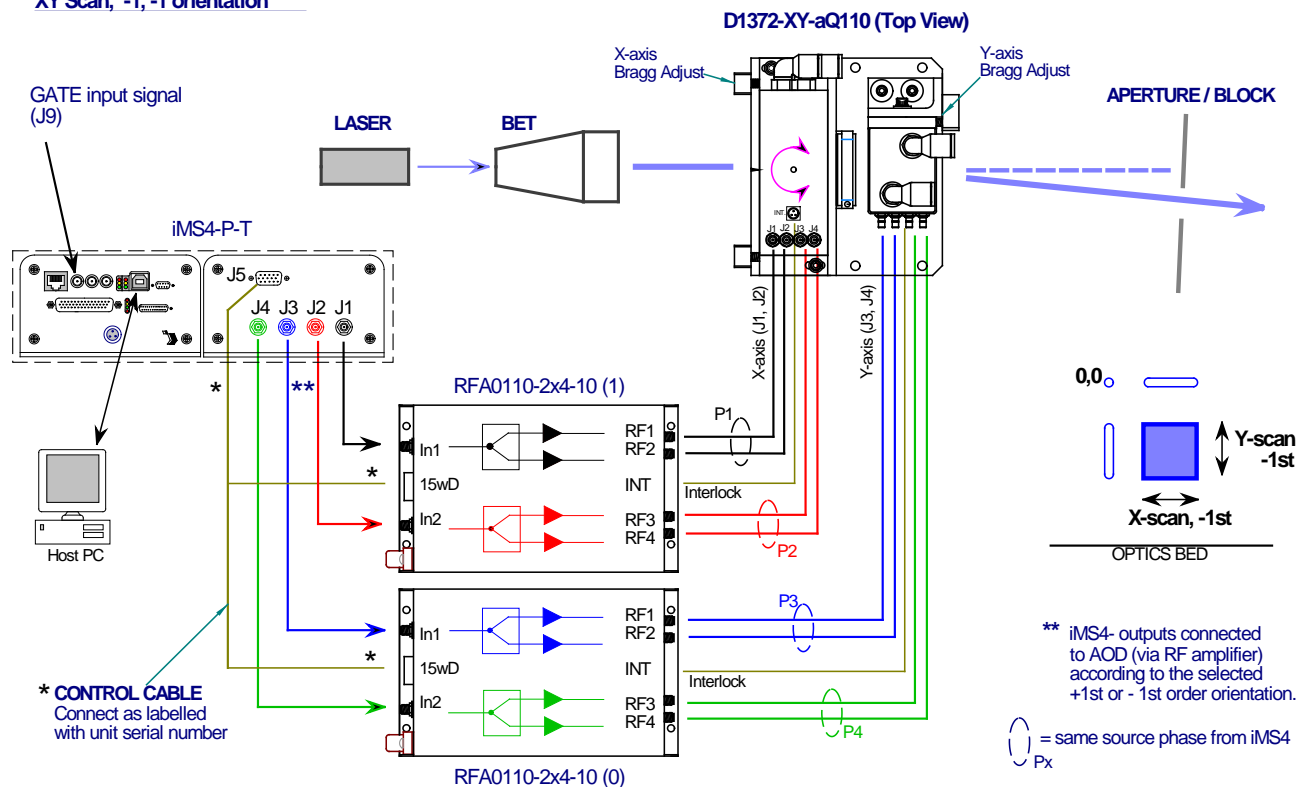 XY Scan, -1, -1 orientation
D1372-XY-aQ110 (Top View)
X-axis
Bragg Adjust
Y-axis
Bragg Adjust
GATE input signal
(J9)
LASER
BET
APERTURE / BLOCK
iMS4-P-T
INT
J1 J2 J3 J4
J5
J4 J3 J2 J1
X-axis (J1, J2)
Y-axis (J3, J4)
*
**
RFA0110-2x4-10 (1)
In1
RF1
RF2
*
15wD
INT
Interlock
In2
RF3
RF4
P1
P2
Host PC
0,0
Y-scan
-1st
X-scan, -1st
OPTICS BED
In1
RF1
RF2
*
15wD
INT
Interlock
In2
RF3
RF4
P3
P4
RFA0110-2x4-10 (0)
* CONTROL CABLE
Connect as labelled
with unit serial number
** iMS4- outputs connected
to AOD (via RF amplifier)
according to the selected
+1st or - 1st order orientation.
= same source phase from iMS4
Px